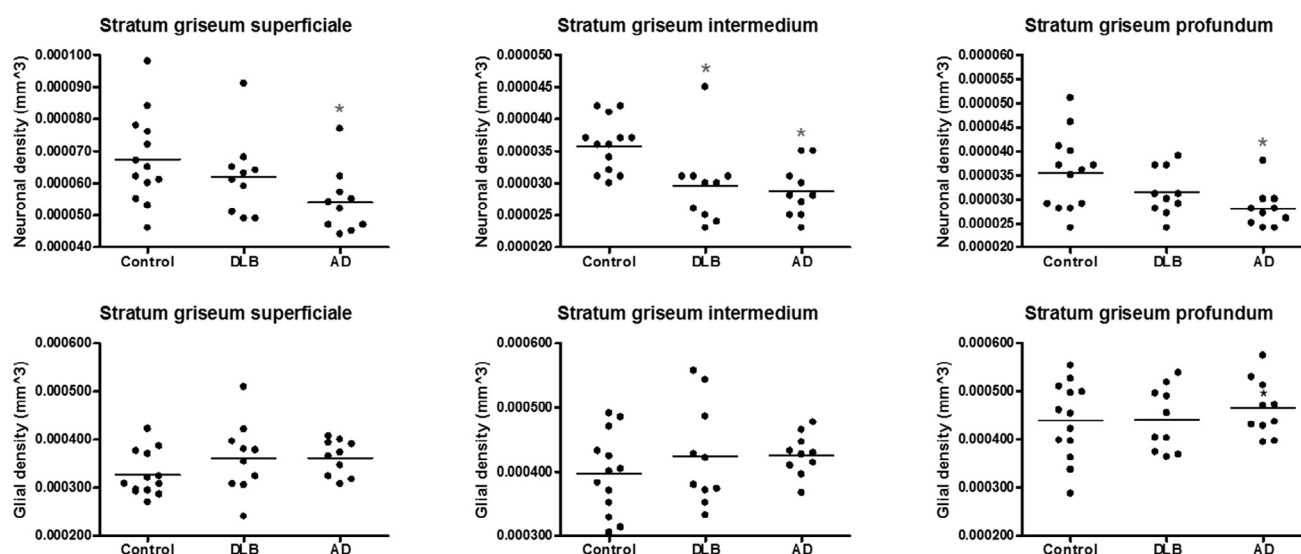 Stratum griseum superficiale
Neuronal density (mm^3)
0.000100
0.000090
0.000080
0.000070
0.000060
0.000050
0.000040
*
Control DLB AD
Stratum griseum intermedium
Neuronal density (mm^3)
0.000050
0.000045
0.000040
0.000035
0.000030
0.000025
0.000020
*
*
Control DLB AD
Stratum griseum profundum
Neuronal density (mm^3)
0.000060
0.000055
0.000050
0.000045
0.000040
0.000035
0.000030
0.000025
0.000020
*
Control DLB AD
Stratum griseum superficiale
Glial density (mm^3)
0.000600
0.000500
0.000400
0.000300
0.000200
Control DLB AD
Stratum griseum intermedium
Glial density (mm^3)
0.000600
0.000500
0.000400
0.000300
Control DLB AD
Stratum griseum profundum
Glial density (mm^3)
0.000600
0.000500
0.000400
0.000300
0.000200
*
Control DLB AD